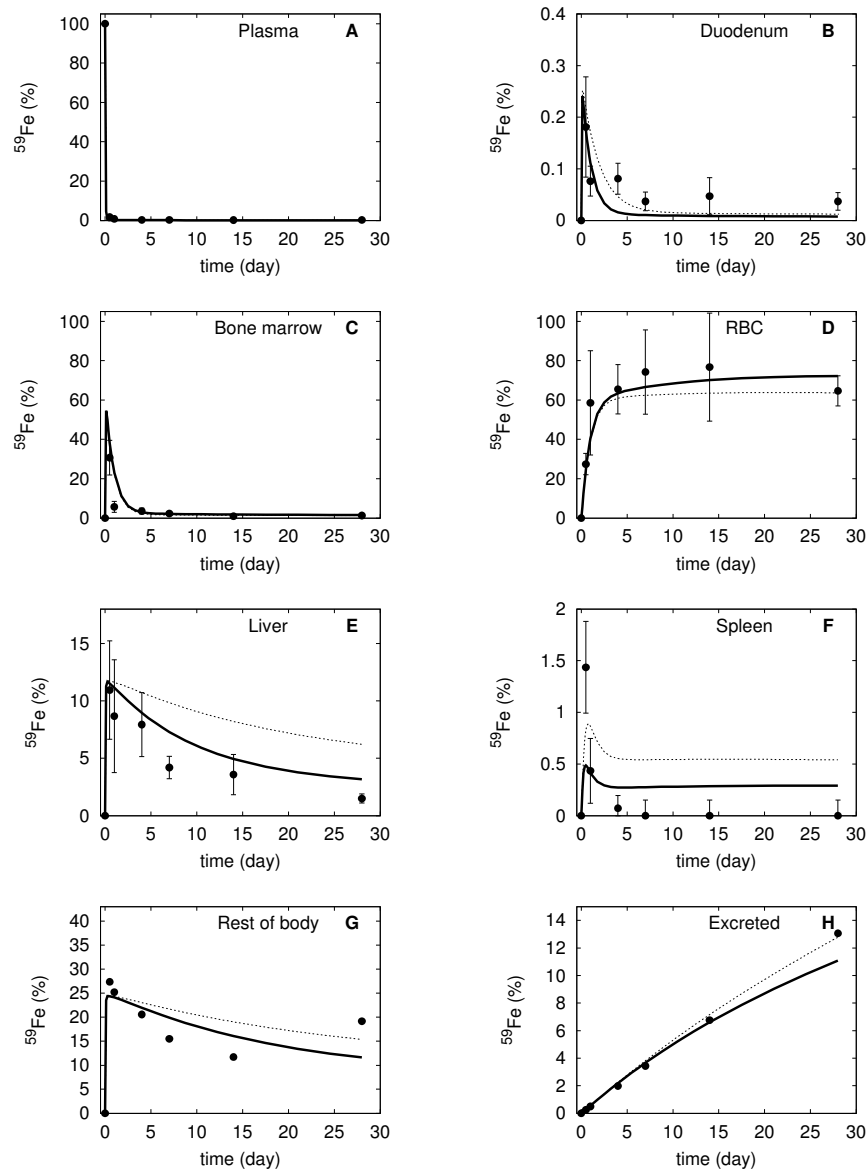 Plasma A
100
80
60
40
20
0
0 5 10 15 20 25 30
time (day)
59Fe (%)
Duodenum B
0.4
0.3
0.2
0.1
0
0 5 10 15 20 25 30
time (day)
59Fe (%)
Bone marrow C
100
80
60
40
20
0
0 5 10 15 20 25 30
time (day)
59Fe (%)
RBC D
100
80
60
40
20
0
0 5 10 15 20 25 30
time (day)
59Fe (%)
Liver E
15
10
5
0
0 5 10 15 20 25 30
time (day)
59Fe (%)
Spleen F
2
1.5
1
0.5
0
0 5 10 15 20 25 30
time (day)
59Fe (%)
Rest of body G
40
35
30
25
20
15
10
5
0
0 5 10 15 20 25 30
time (day)
59Fe (%)
Excreted H
14
12
10
8
6
4
2
0
0 5 10 15 20 25 30
time (day)
59Fe (%)